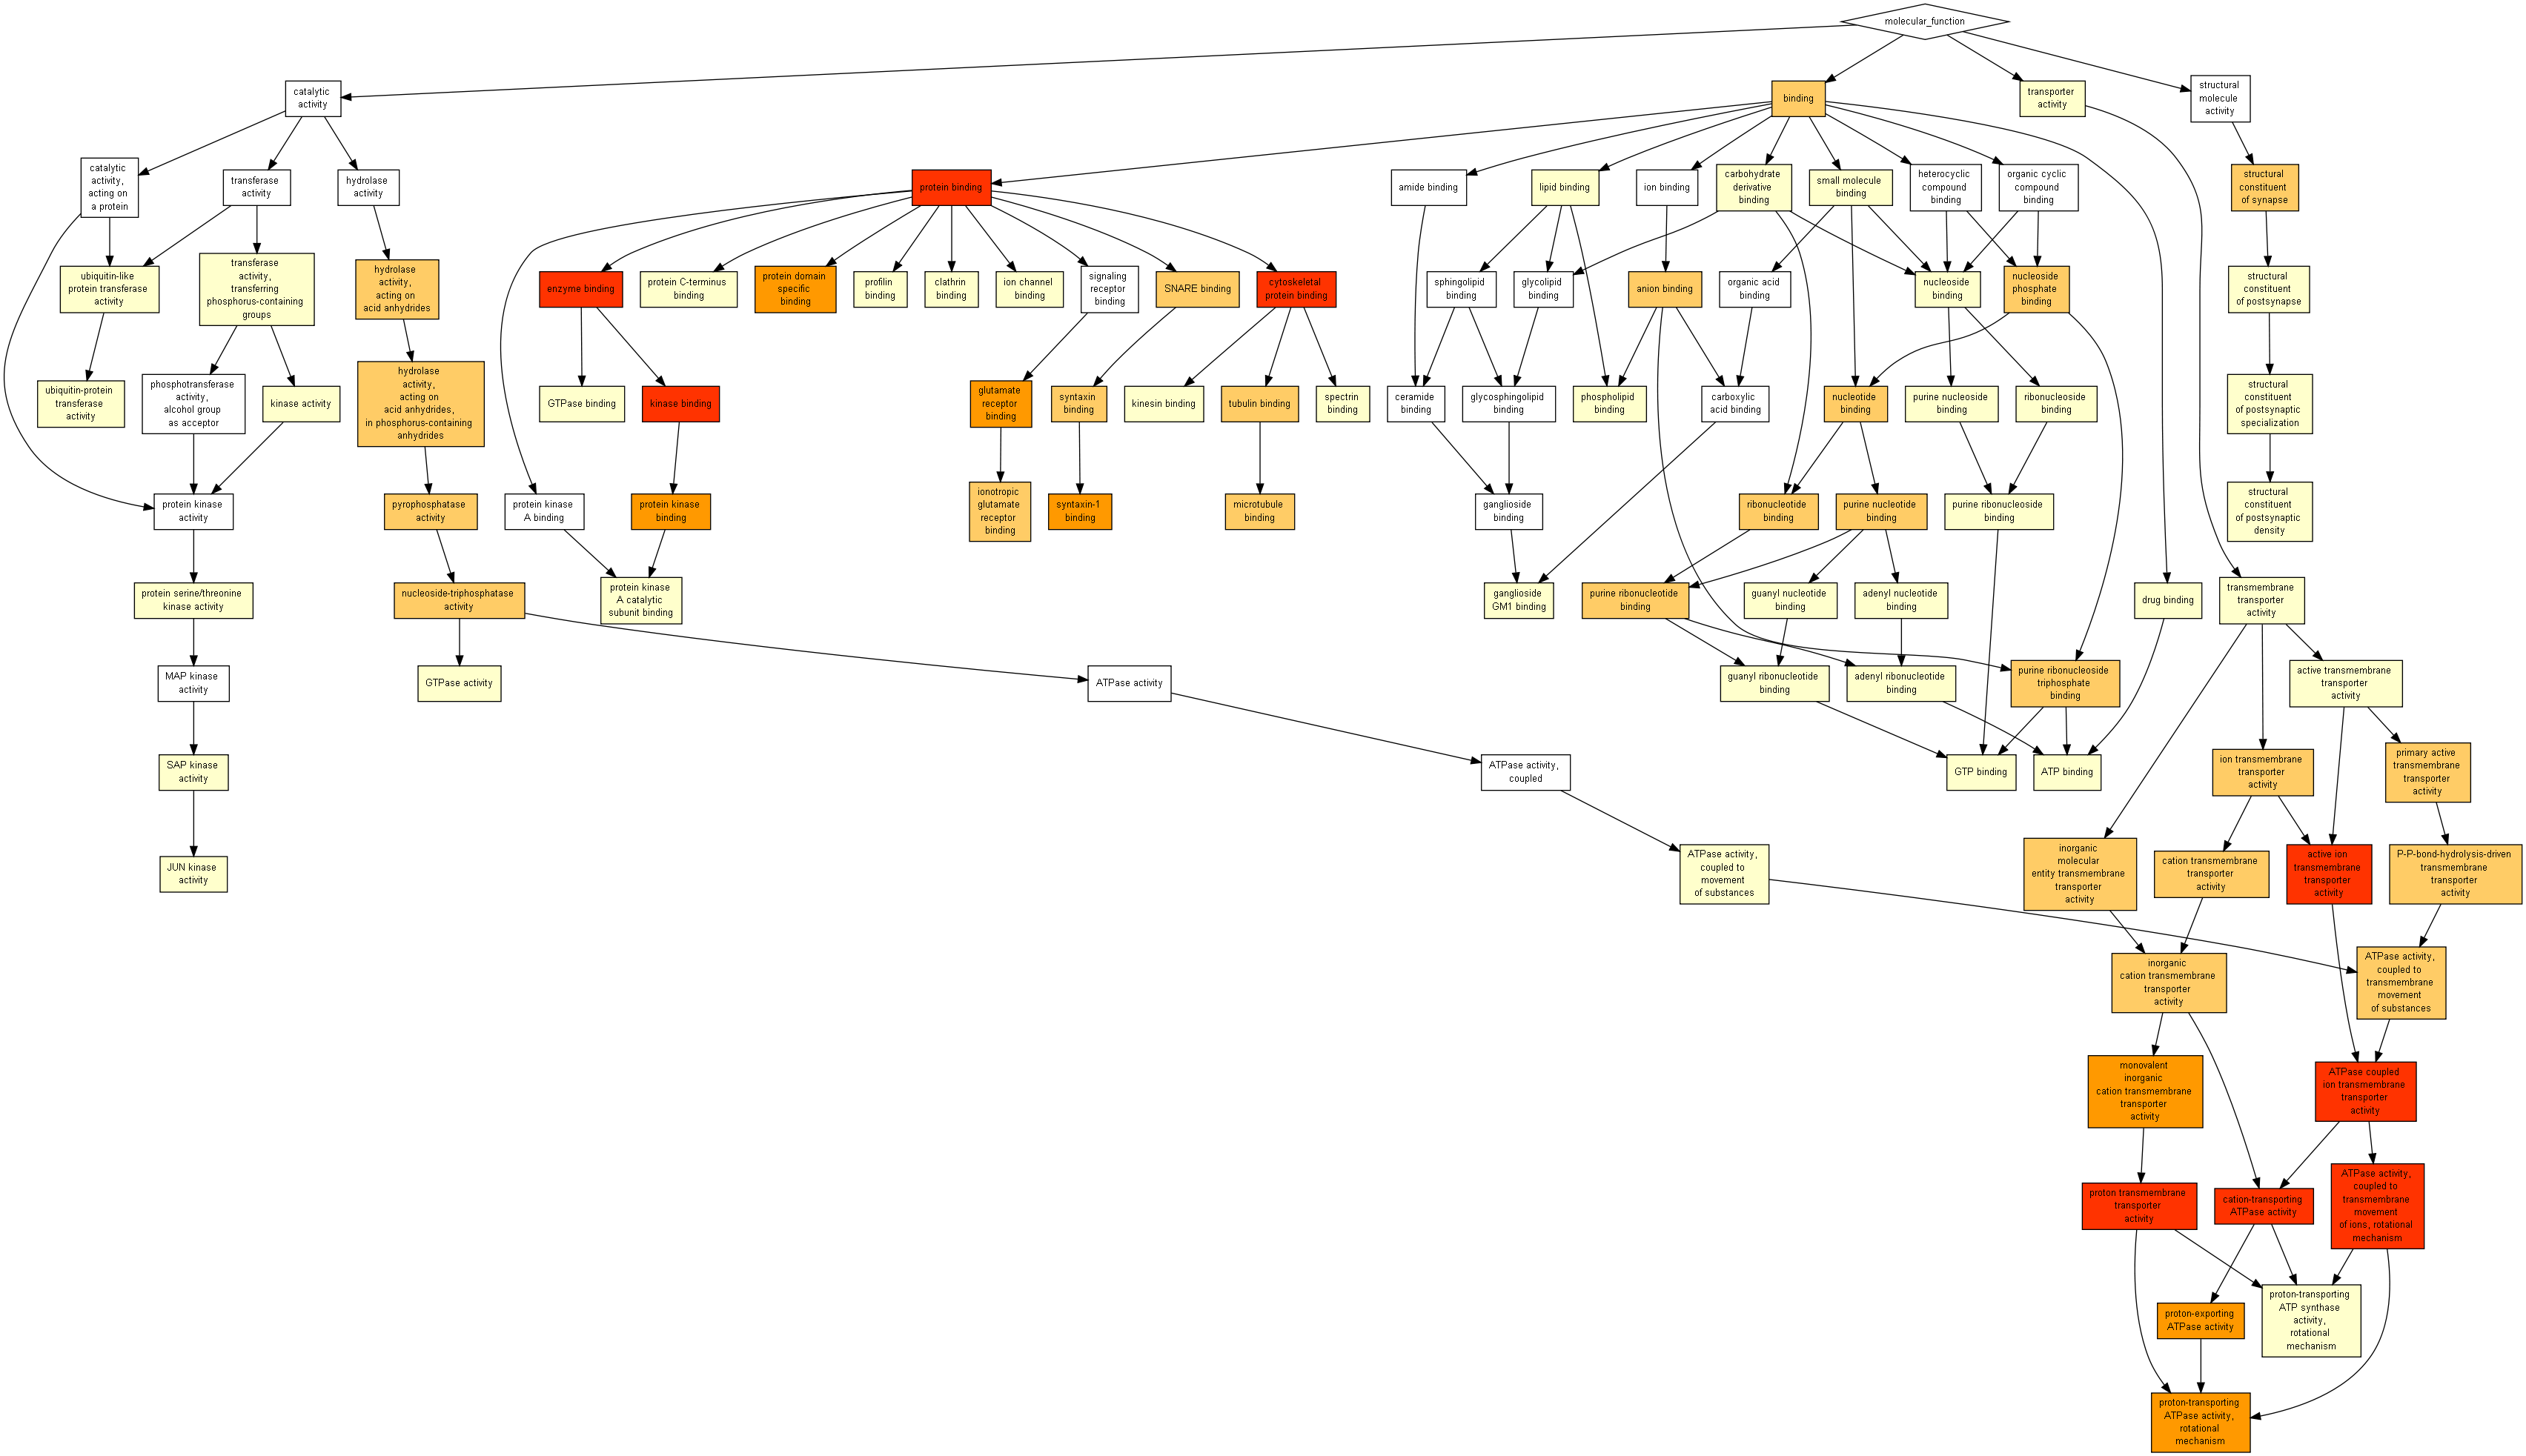 molecular_function
catalytic
activity
binding
transporter
activity
structural
molecule
activity
catalytic
activity,
acting on
a protein
transferase
activity
hydrolase
activity
protein binding
amide binding
lipid binding
ion binding
carbohydrate
derivative
binding
small molecule
binding
heterocyclic
compound
binding
organic cyclic
compound
binding
structural
constituent
of synapse
ubiquitin-like
protein transferase
activity
transferase
activity,
transferring
phosphorus-containing
groups
hydrolase
activity,
acting on
acid anhydrides
enzyme binding
protein C-terminus
binding
protein domain
specific
binding
profilin
binding
clathrin
binding
ion channel
binding
signaling
receptor
binding
SNARE binding
cytoskeletal
protein binding
sphingolipid
binding
glycolipid
binding
anion binding
organic acid
binding
nucleoside
binding
nucleoside
phosphate
binding
structural
constituent
of postsynapse
ubiquitin-protein
transferase
activity
phosphotransferase
activity,
alcohol group
as acceptor
kinase activity
hydrolase
activity,
acting on
acid anhydrides,
in phosphorus-containing
anhydrides
GTPase binding
kinase binding
glutamate
receptor
binding
syntaxin
binding
kinesin binding
tubulin binding
spectrin
binding
ceramide
binding
glycosphingolipid
binding
phospholipid
binding
carboxylic
acid binding
nucleotide
binding
purine nucleoside
binding
ribonucleoside
binding
structural
constituent
of postsynaptic
specialization
protein kinase
activity
pyrophosphatase
activity
protein kinase
A binding
protein kinase
binding
ionotropic
glutamate
receptor
binding
syntaxin-1
binding
microtubule
binding
ganglioside
binding
ribonucleotide
binding
purine nucleotide
binding
purine ribonucleoside
binding
structural
constituent
of postsynaptic
density
protein serine/threonine
kinase activity
nucleoside-triphosphatase
activity
protein kinase
A catalytic
subunit binding
ganglioside
GM1 binding
purine ribonucleotide
binding
guanyl nucleotide
binding
adenyl nucleotide
binding
drug binding
transmembrane
transporter
activity
MAP kinase
activity
GTPase activity
ATPase activity
guanyl ribonucleotide
binding
adenyl ribonucleotide
binding
purine ribonucleoside
triphosphate
binding
active transmembrane
transporter
activity
SAP kinase
activity
ATPase activity,
coupled
GTP binding
ATP binding
ion transmembrane
transporter
activity
primary active
transmembrane
transporter
activity
JUN kinase
activity
ATPase activity,
coupled to
movement
of substances
inorganic
molecular
entity transmembrane
transporter
activity
cation transmembrane
transporter
activity
active ion
transmembrane
transporter
activity
P-P-bond-hydrolysis-driven
transmembrane
transporter
activity
inorganic
cation transmembrane
transporter
activity
ATPase activity,
coupled to
transmembrane
movement
of substances
monovalent
inorganic
cation transmembrane
transporter
activity
ATPase coupled
ion transmembrane
transporter
activity
proton transmembrane
transporter
activity
cation-transporting
ATPase activity
ATPase activity,
coupled to
transmembrane
movement
of ions, rotational
mechanism
proton-exporting
ATPase activity
proton-transporting
ATP synthase
activity,
rotational
mechanism
proton-transporting
ATPase activity,
rotational
mechanism